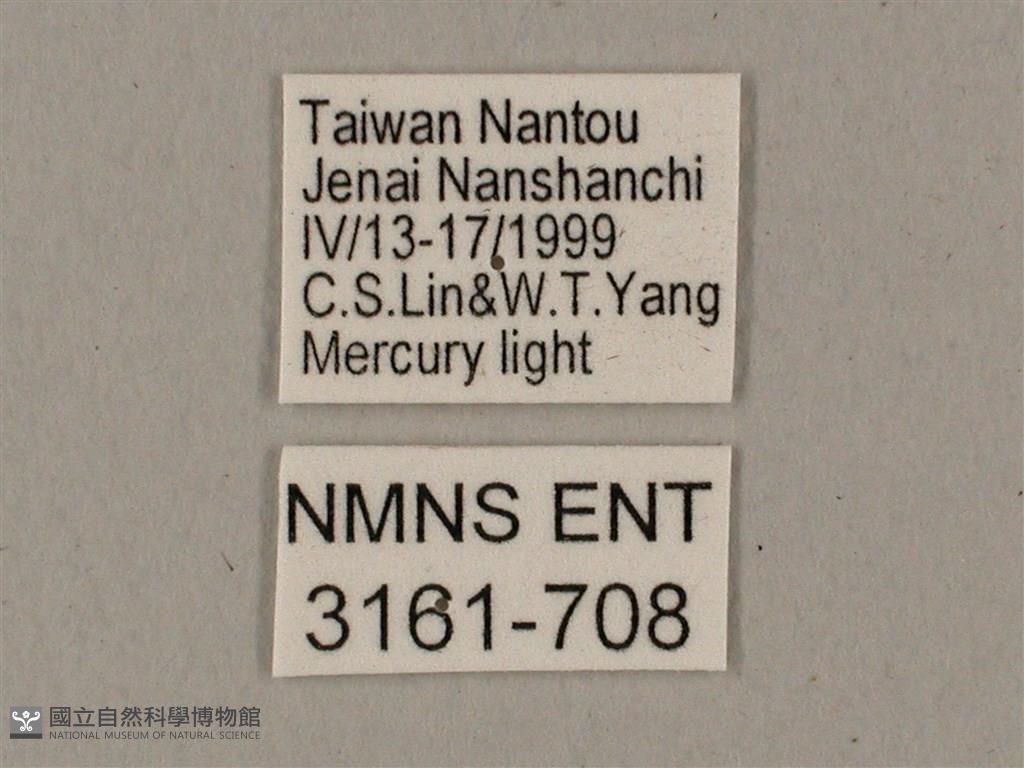 Taiwan Nantou
Jenai Nanshanchi
IV/13-17/1999
C.S.Lin&W.T.Yang
Mercury light
NMNS ENT
3161-708
國立自然科學博物館
NATIONAL MUSEUM OF NATURAL SCIENCE